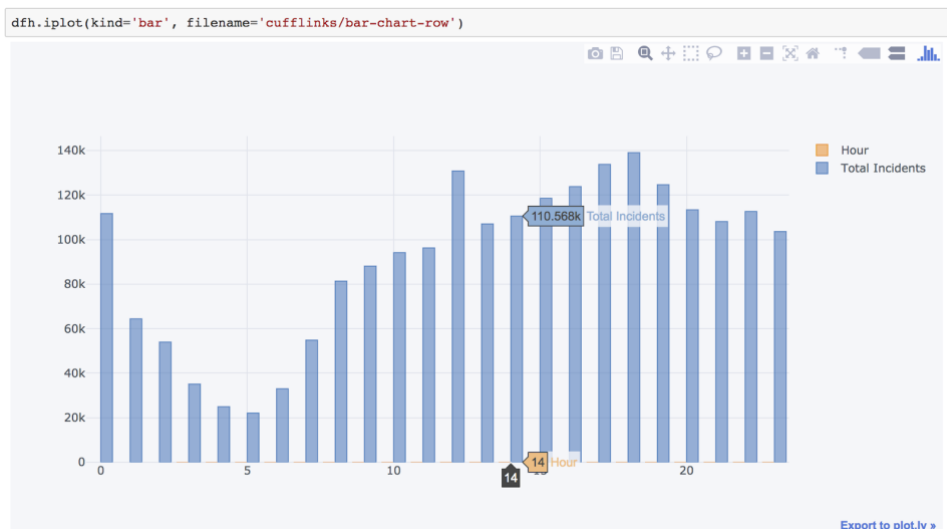 dfh.iplot(kind='bar', filename='cufflinks/bar-chart-row')
140k
120k
100k
80k
60k
40k
20k
0
Hour
Total Incidents
110.568k Total Incidents
14 Hour
0 5 10 20
14
Export to plot.ly »